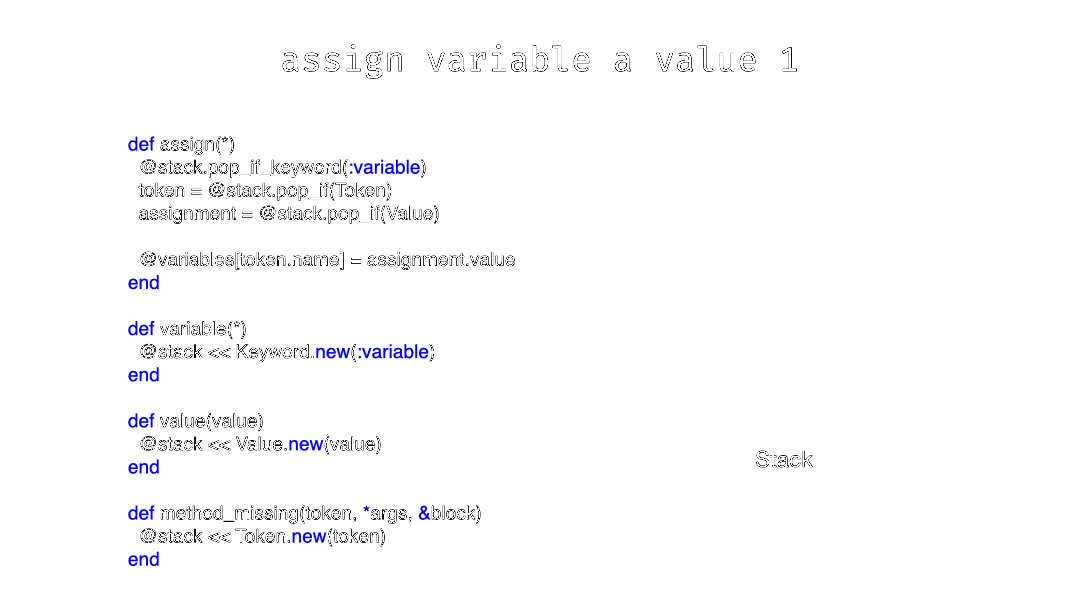 assign variable a value 1
def assign(*)
  @stack.pop_if_keyword(:variable)
  token = @stack.pop_if(Token)
  assignment = @stack.pop_if(Value)
  @variables[token.name] = assignment.value
end
def variable(*)
  @stack << Keyword.new(:variable)
end
def value(value)
  @stack << Value.new(value)
end
Stack
def method_missing(token, *args, &block)
  @stack << Token.new(token)
end